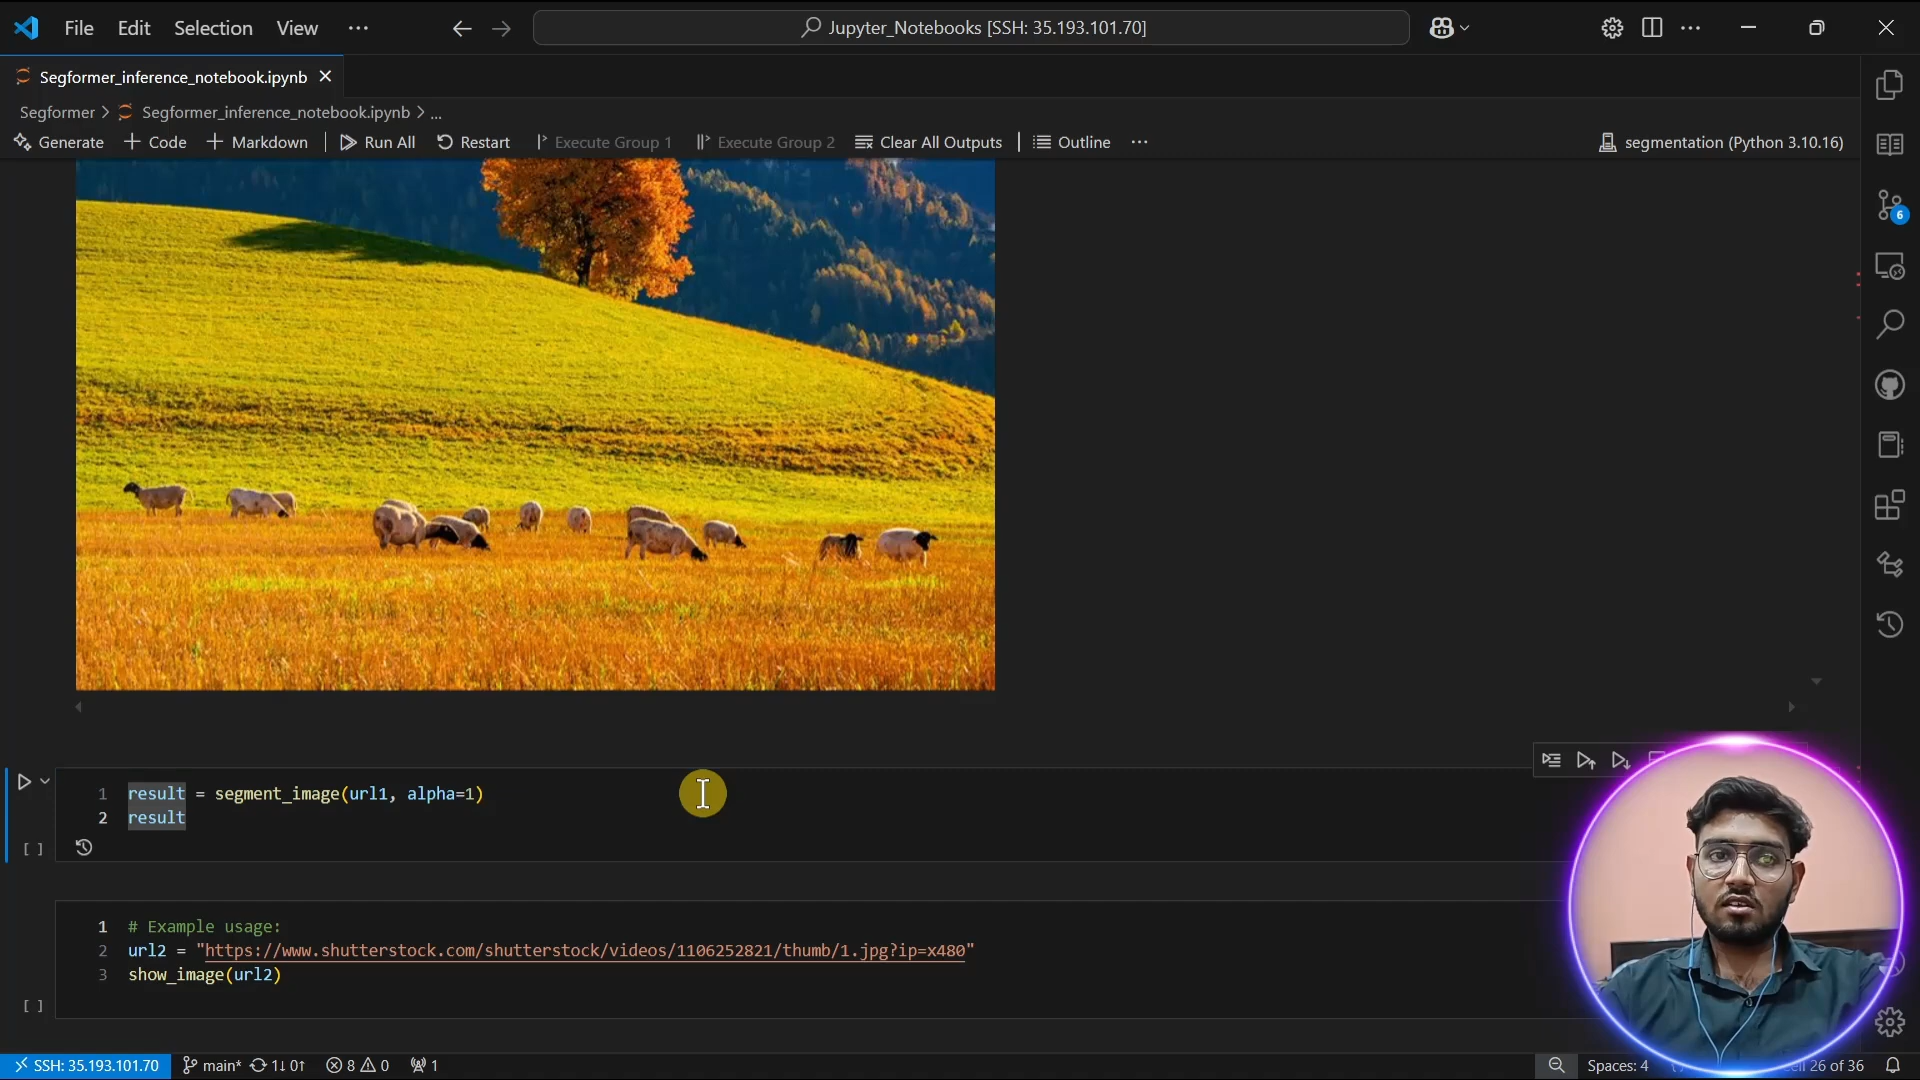 File Edit Selection View ···
Jupyter_Notebooks [SSH: 35.193.101.70]
Segformer_inference_notebook.ipynb
Segformer > Segformer_inference_notebook.ipynb > ...
Generate + Code + Markdown Run All Restart Execute Group 1 Execute Group 2 Clear All Outputs Outline ··· segmentation (Python 3.10.16)
6
1 result = segment_image(url1, alpha=1)
2 result
[ ]
1 # Example usage:
2 url2 = "https://www.shutterstock.com/shutterstock/videos/1106252821/thumb/1.jpg?ip=x480"
3 show_image(url2)
[ ]
SSH: 35.193.101.70 main* 1↓ 0↑ 8 0 1 Spaces: 4 26 of 36